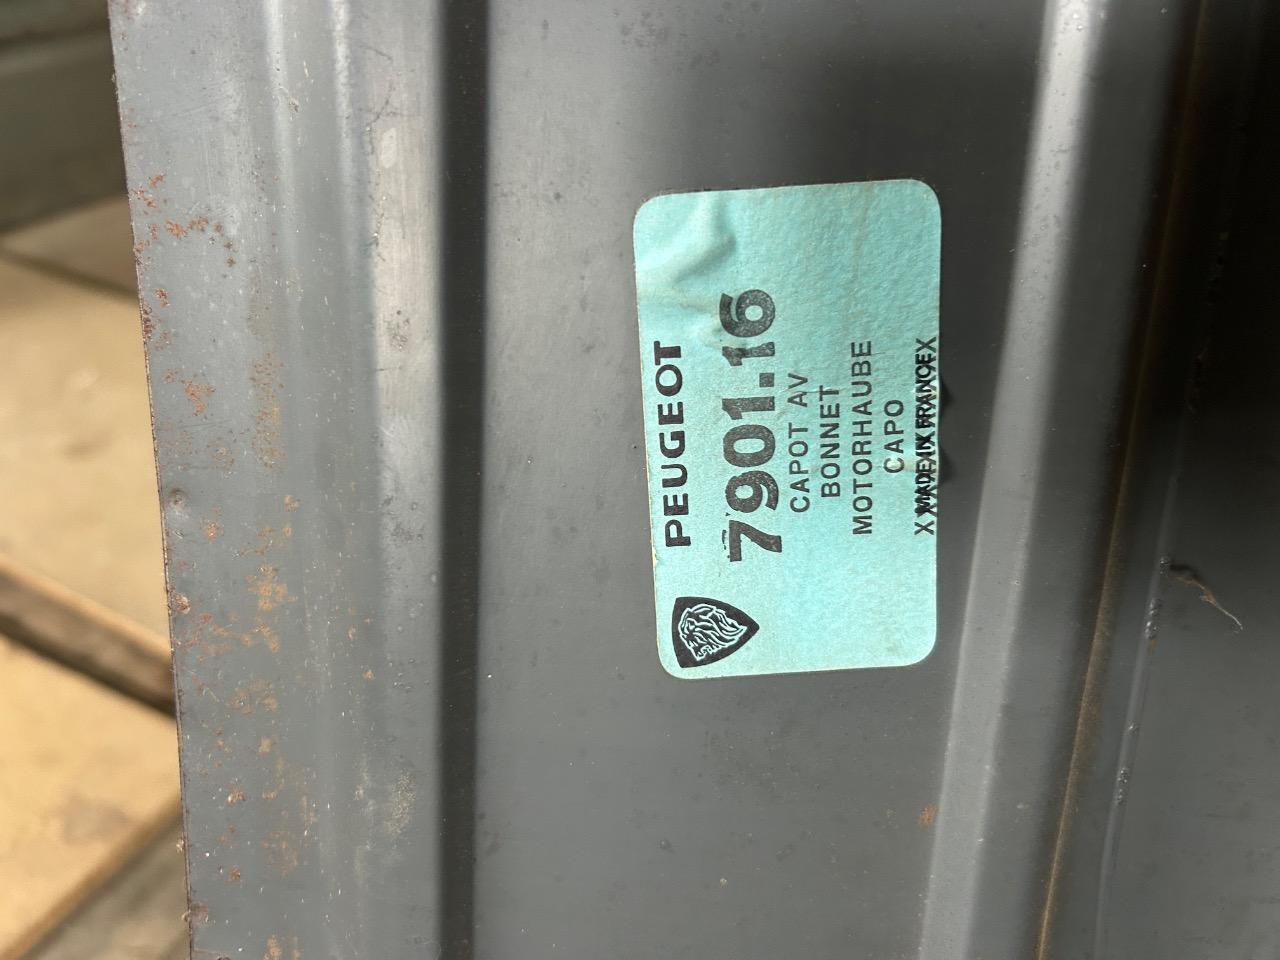 PEUGEOT
7901.16
CAPOT AV
BONNET
MOTORHAUBE
CAPO